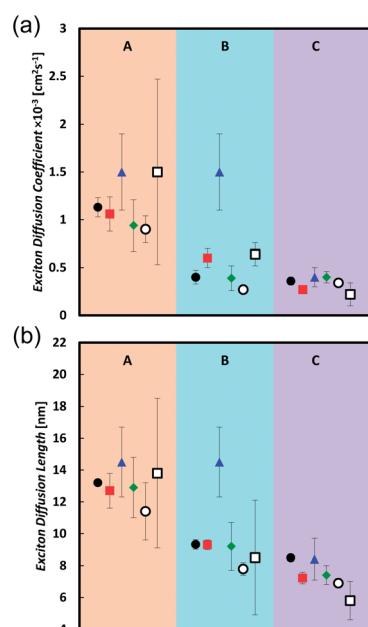 (a)
3
2.5
2
1.5
1
0.5
0
Exciton Diffusion Coefficient ×10⁻³ [cm²s⁻¹]
A
B
C
(b)
22
20
18
16
14
12
10
8
6
4
Exciton Diffusion Length [nm]
A
B
C